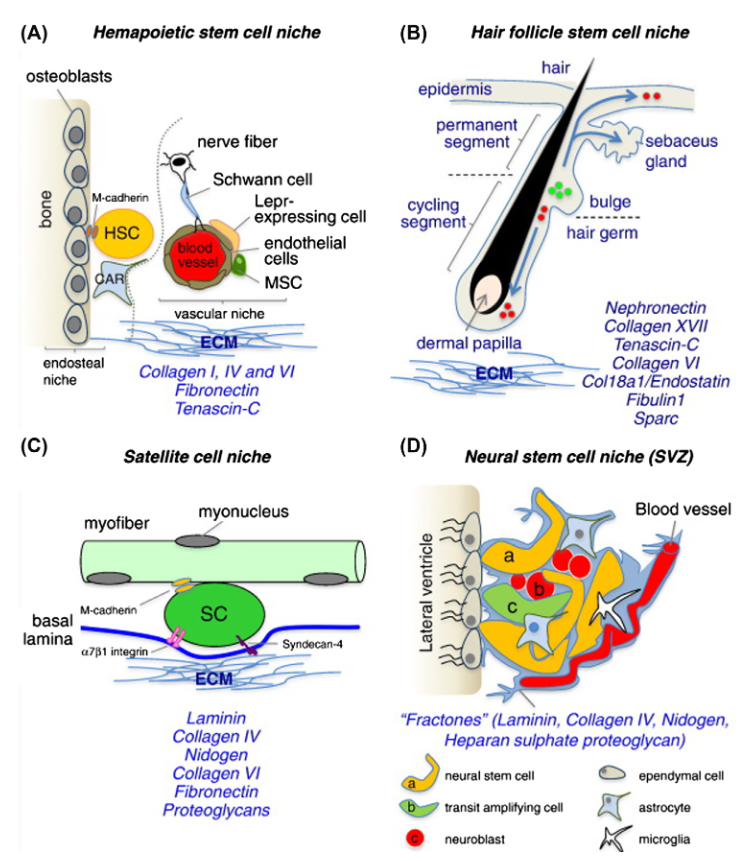 (A) Hemapoietic stem cell niche
osteoblasts
nerve fiber
Schwann cell
bone
M-cadherin
Lepr-
expressing cell
HSC
blood
vessel
endothelial
cells
CAR
MSC
vascular niche
ECM
endosteal
niche
Collagen I, IV and VI
Fibronectin
Tenascin-C
(B) Hair follicle stem cell niche
hair
epidermis
permanent
segment
sebaceus
gland
cycling
segment
bulge
hair germ
dermal papilla
ECM
Nephronectin
Collagen XVII
Tenascin-C
Collagen VI
Col18a1/Endostatin
Fibulin1
Sparc
(C) Satellite cell niche
myofiber
myonucleus
M-cadherin
SC
basal
lamina
α7β1 integrin
Syndecan-4
ECM
Laminin
Collagen IV
Nidogen
Collagen VI
Fibronectin
Proteoglycans
(D) Neural stem cell niche (SVZ)
Blood vessel
Lateral ventricle
a
b
c
“Fractones” (Laminin, Collagen IV, Nidogen,
Heparan sulphate proteoglycan)
a neural stem cell
ependymal cell
b transit amplifying cell
astrocyte
c neuroblast
microglia